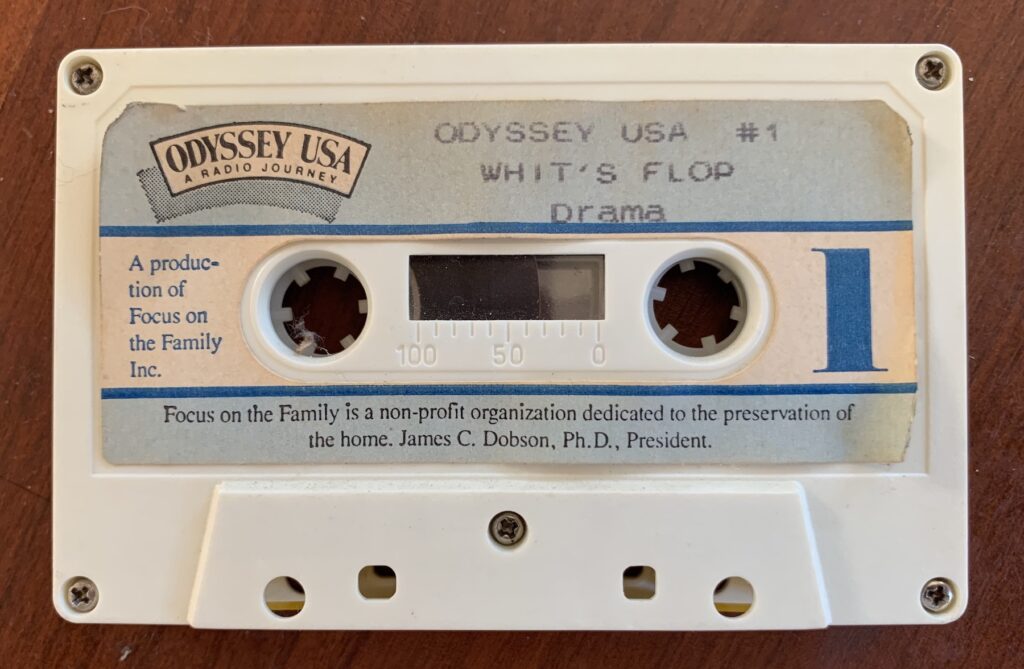 ODYSSEY USA
A RADIO JOURNEY
ODYSSEY USA #1
WHIT'S FLOP
Drama
A produc-
tion of
Focus on
the Family
Inc.
1
100 50 0
Focus on the Family is a non-profit organization dedicated to the preservation of
the home. James C. Dobson, Ph.D., President.